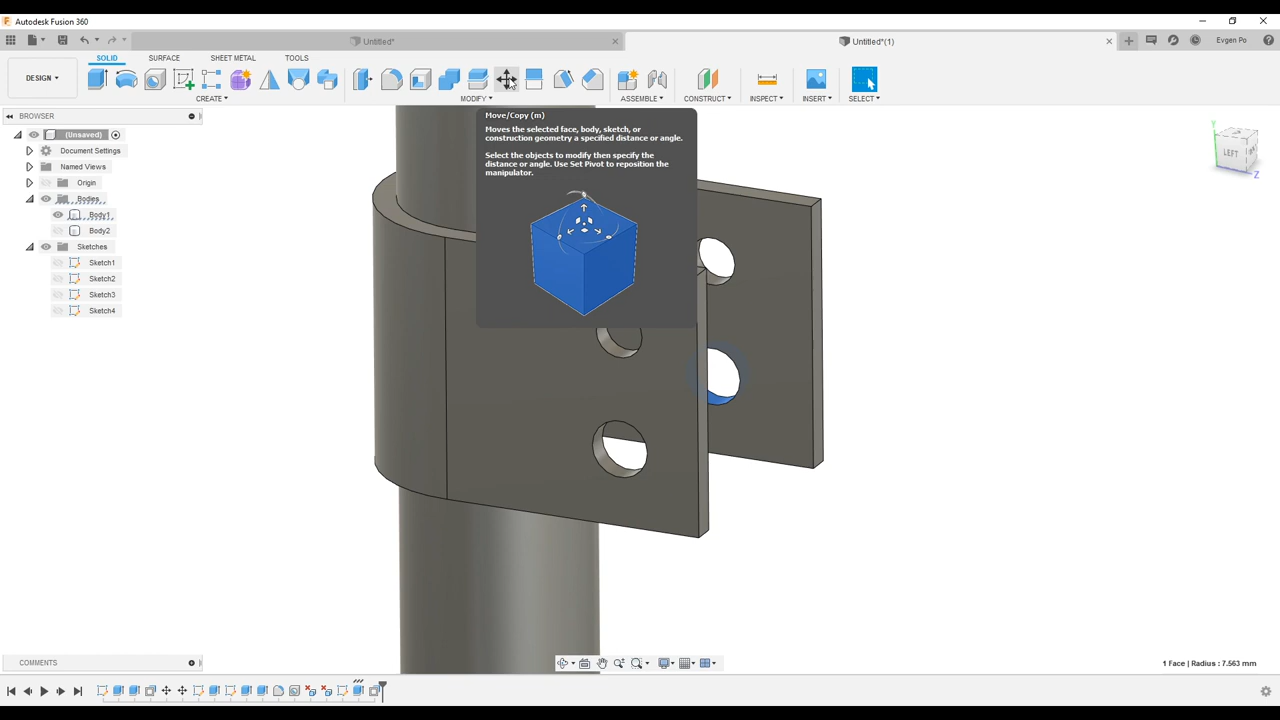 Autodesk Fusion 360
Untitled*
Untitled*(1)
Evgen Po
DESIGN
SOLID
SURFACE
SHEET METAL
TOOLS
CREATE
MODIFY
ASSEMBLE
CONSTRUCT
INSPECT
INSERT
SELECT
BROWSER
(Unsaved)
Document Settings
Named Views
Origin
Bodies
Body1
Body2
Sketches
Sketch1
Sketch2
Sketch3
Sketch4
Move/Copy (m)
Moves the selected face, body, sketch, or
construction geometry a specified distance or angle.
Select the objects to modify then specify the
distance or angle. Use Set Pivot to reposition the
manipulator.
Y
LEFT
Z
COMMENTS
1 Face | Radius : 7.563 mm